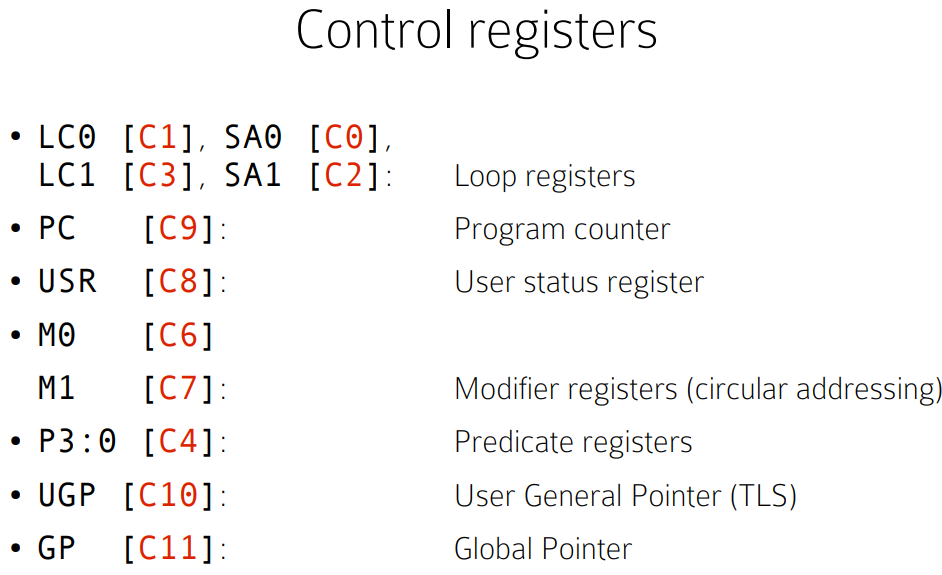 Control registers
• LC0 [C1], SA0 [C0],
LC1 [C3], SA1 [C2]: Loop registers
• PC [C9]: Program counter
• USR [C8]: User status register
• M0 [C6]
M1 [C7]: Modifier registers (circular addressing)
• P3:0 [C4]: Predicate registers
• UGP [C10]: User General Pointer (TLS)
• GP [C11]: Global Pointer